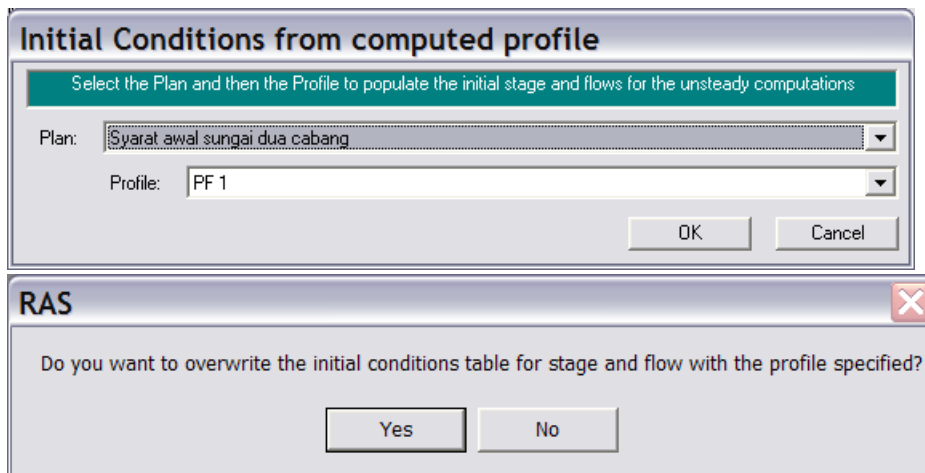 Initial Conditions from computed profile
Select the Plan and then the Profile to populate the initial stage and flows for the unsteady computations
Plan: Syarat awal sungai dua cabang
Profile: PF 1
OK Cancel
RAS
Do you want to overwrite the initial conditions table for stage and flow with the profile specified?
Yes No